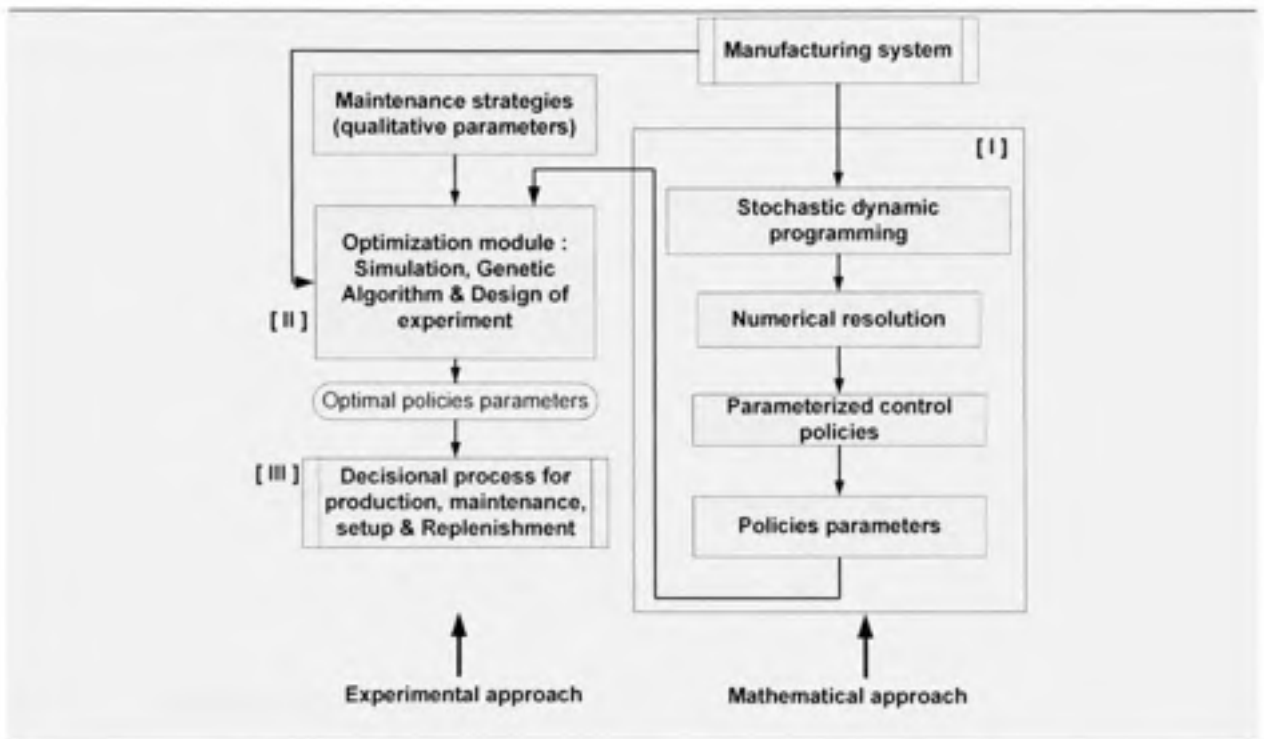 Manufacturing system
Maintenance strategies
(qualitative parameters)
[ I ]
Stochastic dynamic
programming
Optimization module :
Simulation, Genetic
Algorithm & Design of
experiment
[ II ]
Numerical resolution
Optimal policies parameters
Parameterized control
policies
[ III ]
Decisional process for
production, maintenance,
setup & Replenishment
Policies parameters
Experimental approach
Mathematical approach